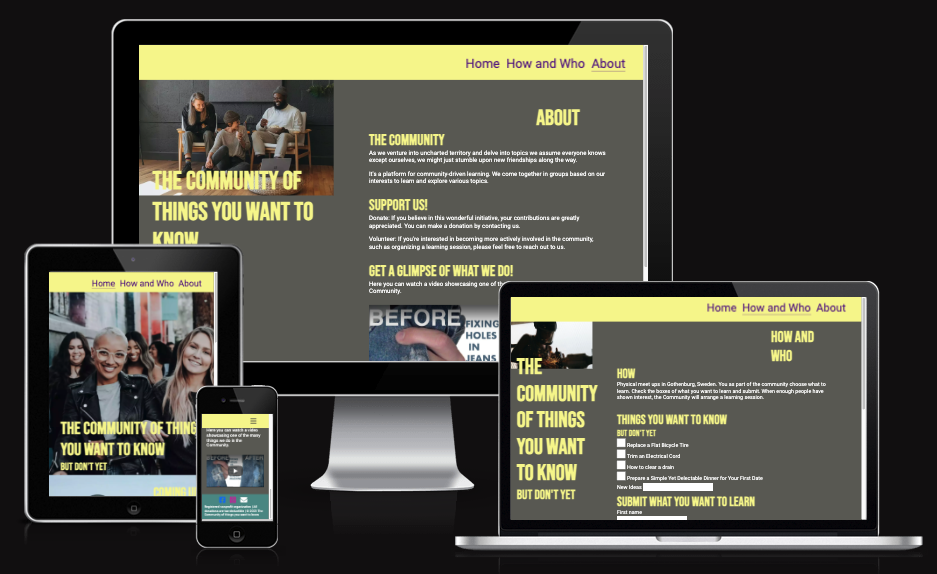 Home How and Who About
THE COMMUNITY OF
THINGS YOU WANT TO
KNOW
ABOUT
THE COMMUNITY
As we venture into uncharted territory and delve into topics we assume everyone knows
except ourselves, we might just stumble upon new friendships along the way.
It's a platform for community-driven learning. We come together in groups based on our
interests to learn and explore various topics.
SUPPORT US!
Donate: If you believe in this wonderful initiative, your contributions are greatly
appreciated. You can make a donation by contacting us.
Volunteer: If you're interested in becoming more actively involved in the community,
such as organizing a learning session, please feel free to reach out to us.
GET A GLIMPSE OF WHAT WE DO!
Here you can watch a video showcasing one of the
Community.
BEFORE
FIXING
HOLES
IN
JEANS
Home How and Who About
THE COMMUNITY OF THING
YOU WANT TO KNOW
BUT DON'T YET
COMING
Here you can watch a video
showcasing one of the many
things we do in the
Community.
BEFORE AFTER
Home How and Who About
THE
COMMUNITY
OF THINGS
YOU WANT
TO KNOW
BUT DON'T YET
HOW AND
WHO
HOW
Physical meet ups in Gothenburg, Sweden. You as part of the community choose what to
learn. Check the boxes of what you want to learn and submit. When enough people have
shown interest, the Community will arrange a learning session.
THINGS YOU WANT TO KNOW
BUT DON'T YET
Replace a Flat Bicycle Tire
Trim an Electrical Cord
How to clear a drain
Prepare a Simple Yet Delectable Dinner for Your First Date
New Ideas
SUBMIT WHAT YOU WANT TO LEARN
First name